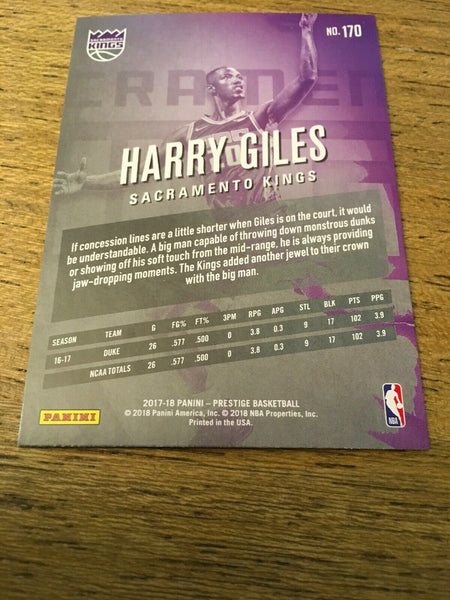 SACRAMENTO
KINGS
NO. 170
CRAMEN
HARRY GILES
SACRAMENTO KINGS
If concession lines are a little shorter when Giles is on the court, it would
be understandable. A big man capable of throwing down monstrous dunks
or showing off his soft touch from the mid-range, he is always providing
jaw-dropping moments. The Kings added another jewel to their crown
with the big man.
SEASON TEAM G FG% FT% 3PM RPG APG STL BLK PTS PPG
16-17 DUKE 26 .577 .500 0 3.8 0.3 9 17 102 3.9
NCAA TOTALS 26 .577 .500 0 3.8 0.3 9 17 102 3.9
2017-18 PANINI – PRESTIGE BASKETBALL
© 2018 Panini America, Inc. © 2018 NBA Properties, Inc.
Printed in the USA.
PANINI
NBA